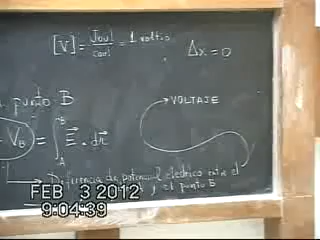 [V] = Joul / Coul = 1 voltio
Δx = 0
punto B
VOLTAJE
V_B = ∫_A^B E⃗ · dr⃗
Diferencia de potencial eléctrico entre el
y el punto B
FEB 3 2012
9:04:39